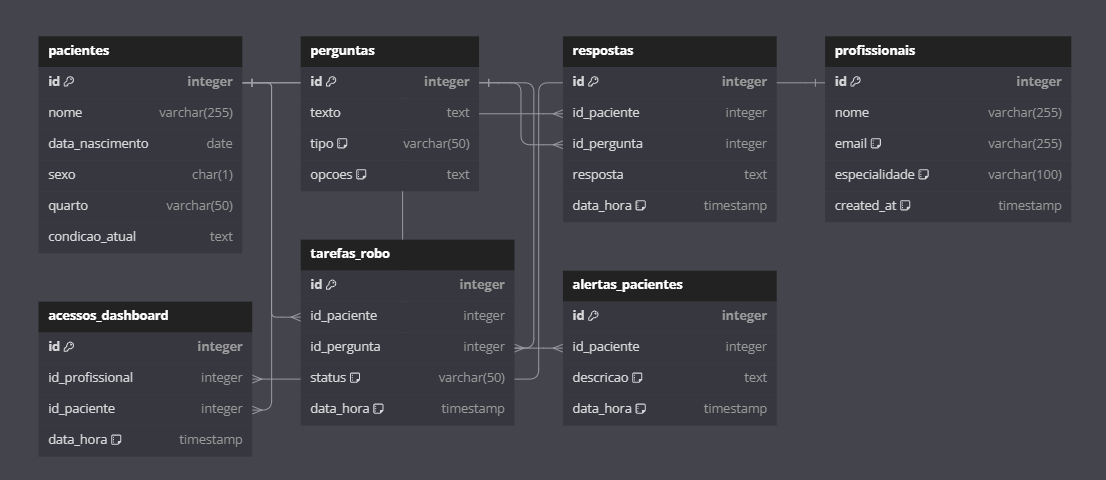 pacientes
id integer
nome varchar(255)
data_nascimento date
sexo char(1)
quarto varchar(50)
condicao_atual text
perguntas
id integer
texto text
tipo varchar(50)
opcoes text
respostas
id integer
id_paciente integer
id_pergunta integer
resposta text
data_hora timestamp
profissionais
id integer
nome varchar(255)
email varchar(255)
especialidade varchar(100)
created_at timestamp
acessos_dashboard
id integer
id_profissional integer
id_paciente integer
data_hora timestamp
tarefas_robo
id integer
id_paciente integer
id_pergunta integer
status varchar(50)
data_hora timestamp
alertas_pacientes
id integer
id_paciente integer
descricao text
data_hora timestamp